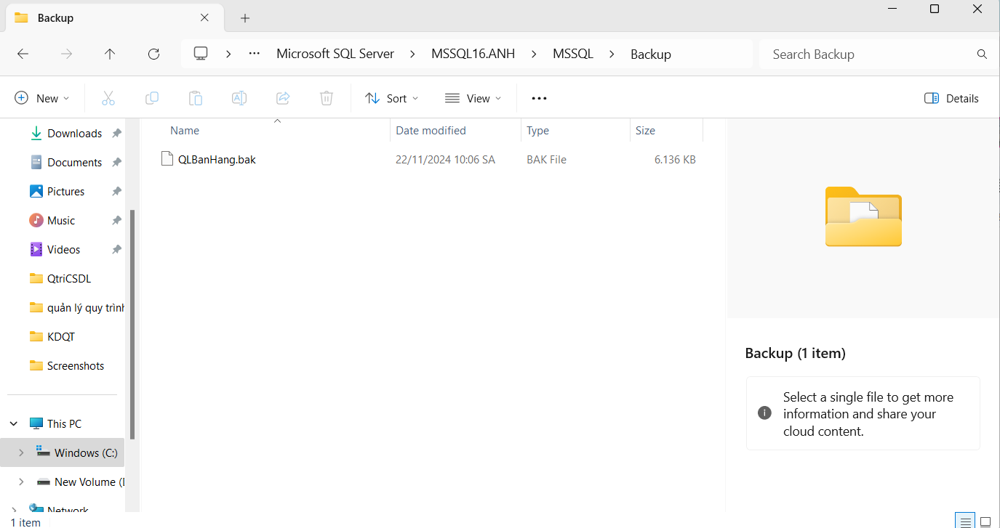 Backup
Microsoft SQL Server > MSSQL16.ANH > MSSQL > Backup
Search Backup
New
Sort
View
Details
Downloads
Documents
Pictures
Music
Videos
QtriCSDL
quản lý quy trình
KDQT
Screenshots
This PC
Windows (C:)
New Volume (
Network
Name Date modified Type Size
QLBanHang.bak 22/11/2024 10:06 SA BAK File 6.136 KB
Backup (1 item)
Select a single file to get more
information and share your
cloud content.
1 item